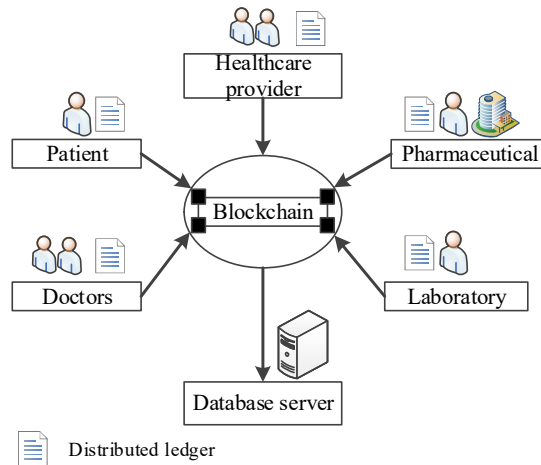 Healthcare
provider
Patient
Pharmaceutical
Blockchain
Doctors
Laboratory
Database server
Distributed ledger